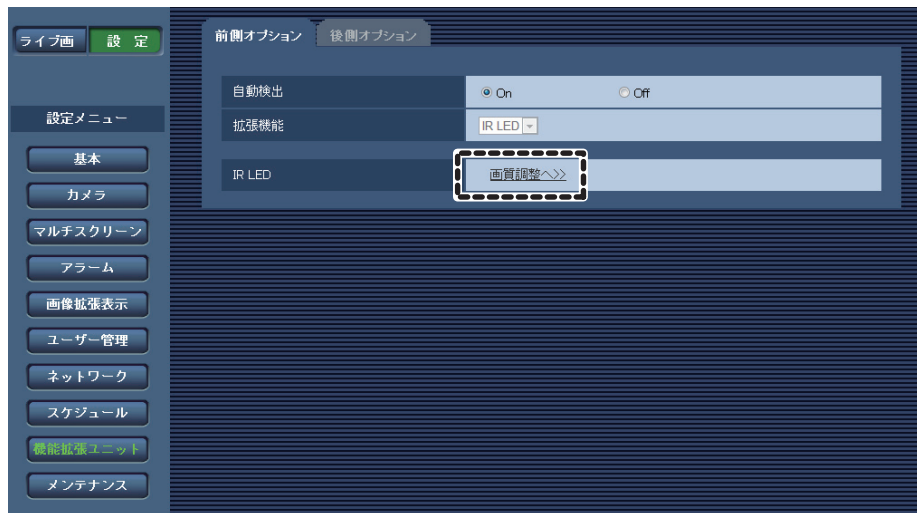 ライブ画 設 定
設定メニュー
基本
カメラ
マルチスクリーン
アラーム
画像拡張表示
ユーザー管理
ネットワーク
スケジュール
機能拡張ユニット
メンテナンス
前側オプション 後側オプション
自動検出 On Off
拡張機能 IR LED
IR LED 画質調整へ>>